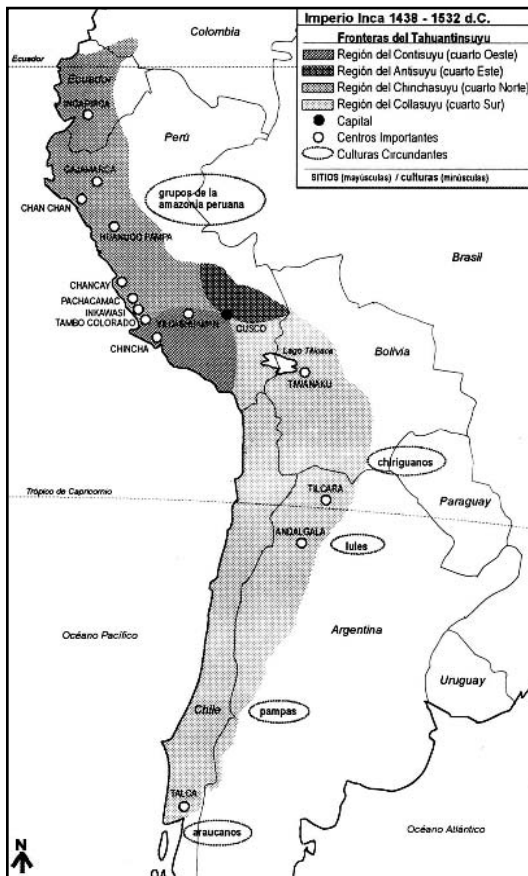 Imperio Inca 1438 - 1532 d.C.
Fronteras del Tahuantinsuyu
Región del Contisuyu (cuarto Oeste)
Región del Antisuyu (cuarto Este)
Región del Chinchasuyu (cuarto Norte)
Región del Collasuyu (cuarto Sur)
Capital
Centros Importantes
Culturas Circundantes
SITIOS (mayúsculas) / culturas (minúsculas)
Colombia
Ecuador
Ecuador
INGAPIRCA
Perú
CAJAMARCA
CHAN CHAN
grupos de la
amazonia peruana
HUANUCO PAMPA
Brasil
CHANCAY
PACHACAMAC
INKAWASI
TAMBO COLORADO
CUSCO
CHINCHA
Lago Titicaca
Bolivia
TIWANAKU
chiriguanos
Trópico de Capricornio
TILCARA
Paraguay
ANDALGALA
lules
Océano Pacífico
Argentina
Uruguay
Chile
pampas
TALCA
araucanos
Océano Atlántico
N